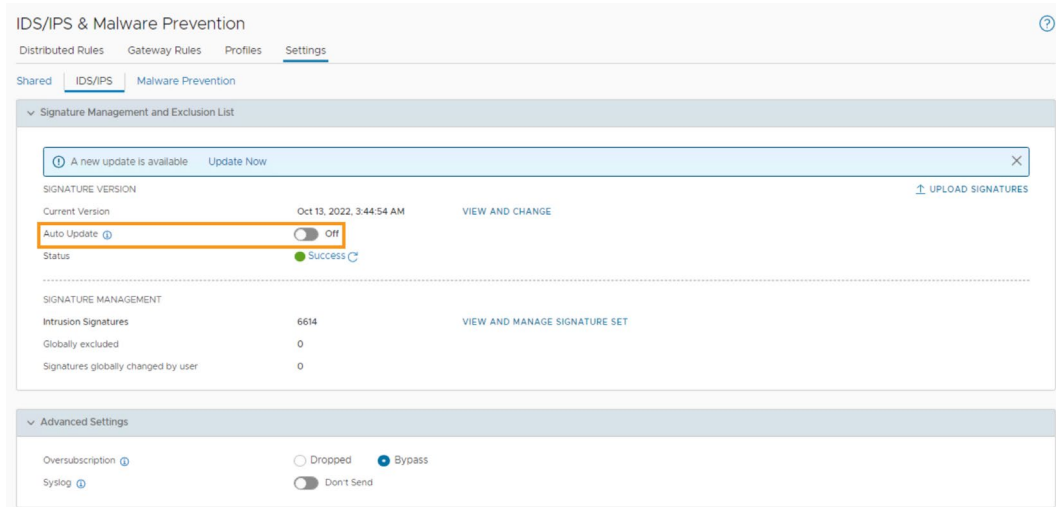 IDS/IPS & Malware Prevention
Distributed Rules Gateway Rules Profiles Settings
Shared IDS/IPS Malware Prevention
Signature Management and Exclusion List
A new update is available Update Now
SIGNATURE VERSION UPLOAD SIGNATURES
Current Version Oct 13, 2022, 3:44:54 AM VIEW AND CHANGE
Auto Update Off
Status Success
SIGNATURE MANAGEMENT
Intrusion Signatures 6614 VIEW AND MANAGE SIGNATURE SET
Globally excluded 0
Signatures globally changed by user 0
Advanced Settings
Oversubscription Dropped Bypass
Syslog Don't Send